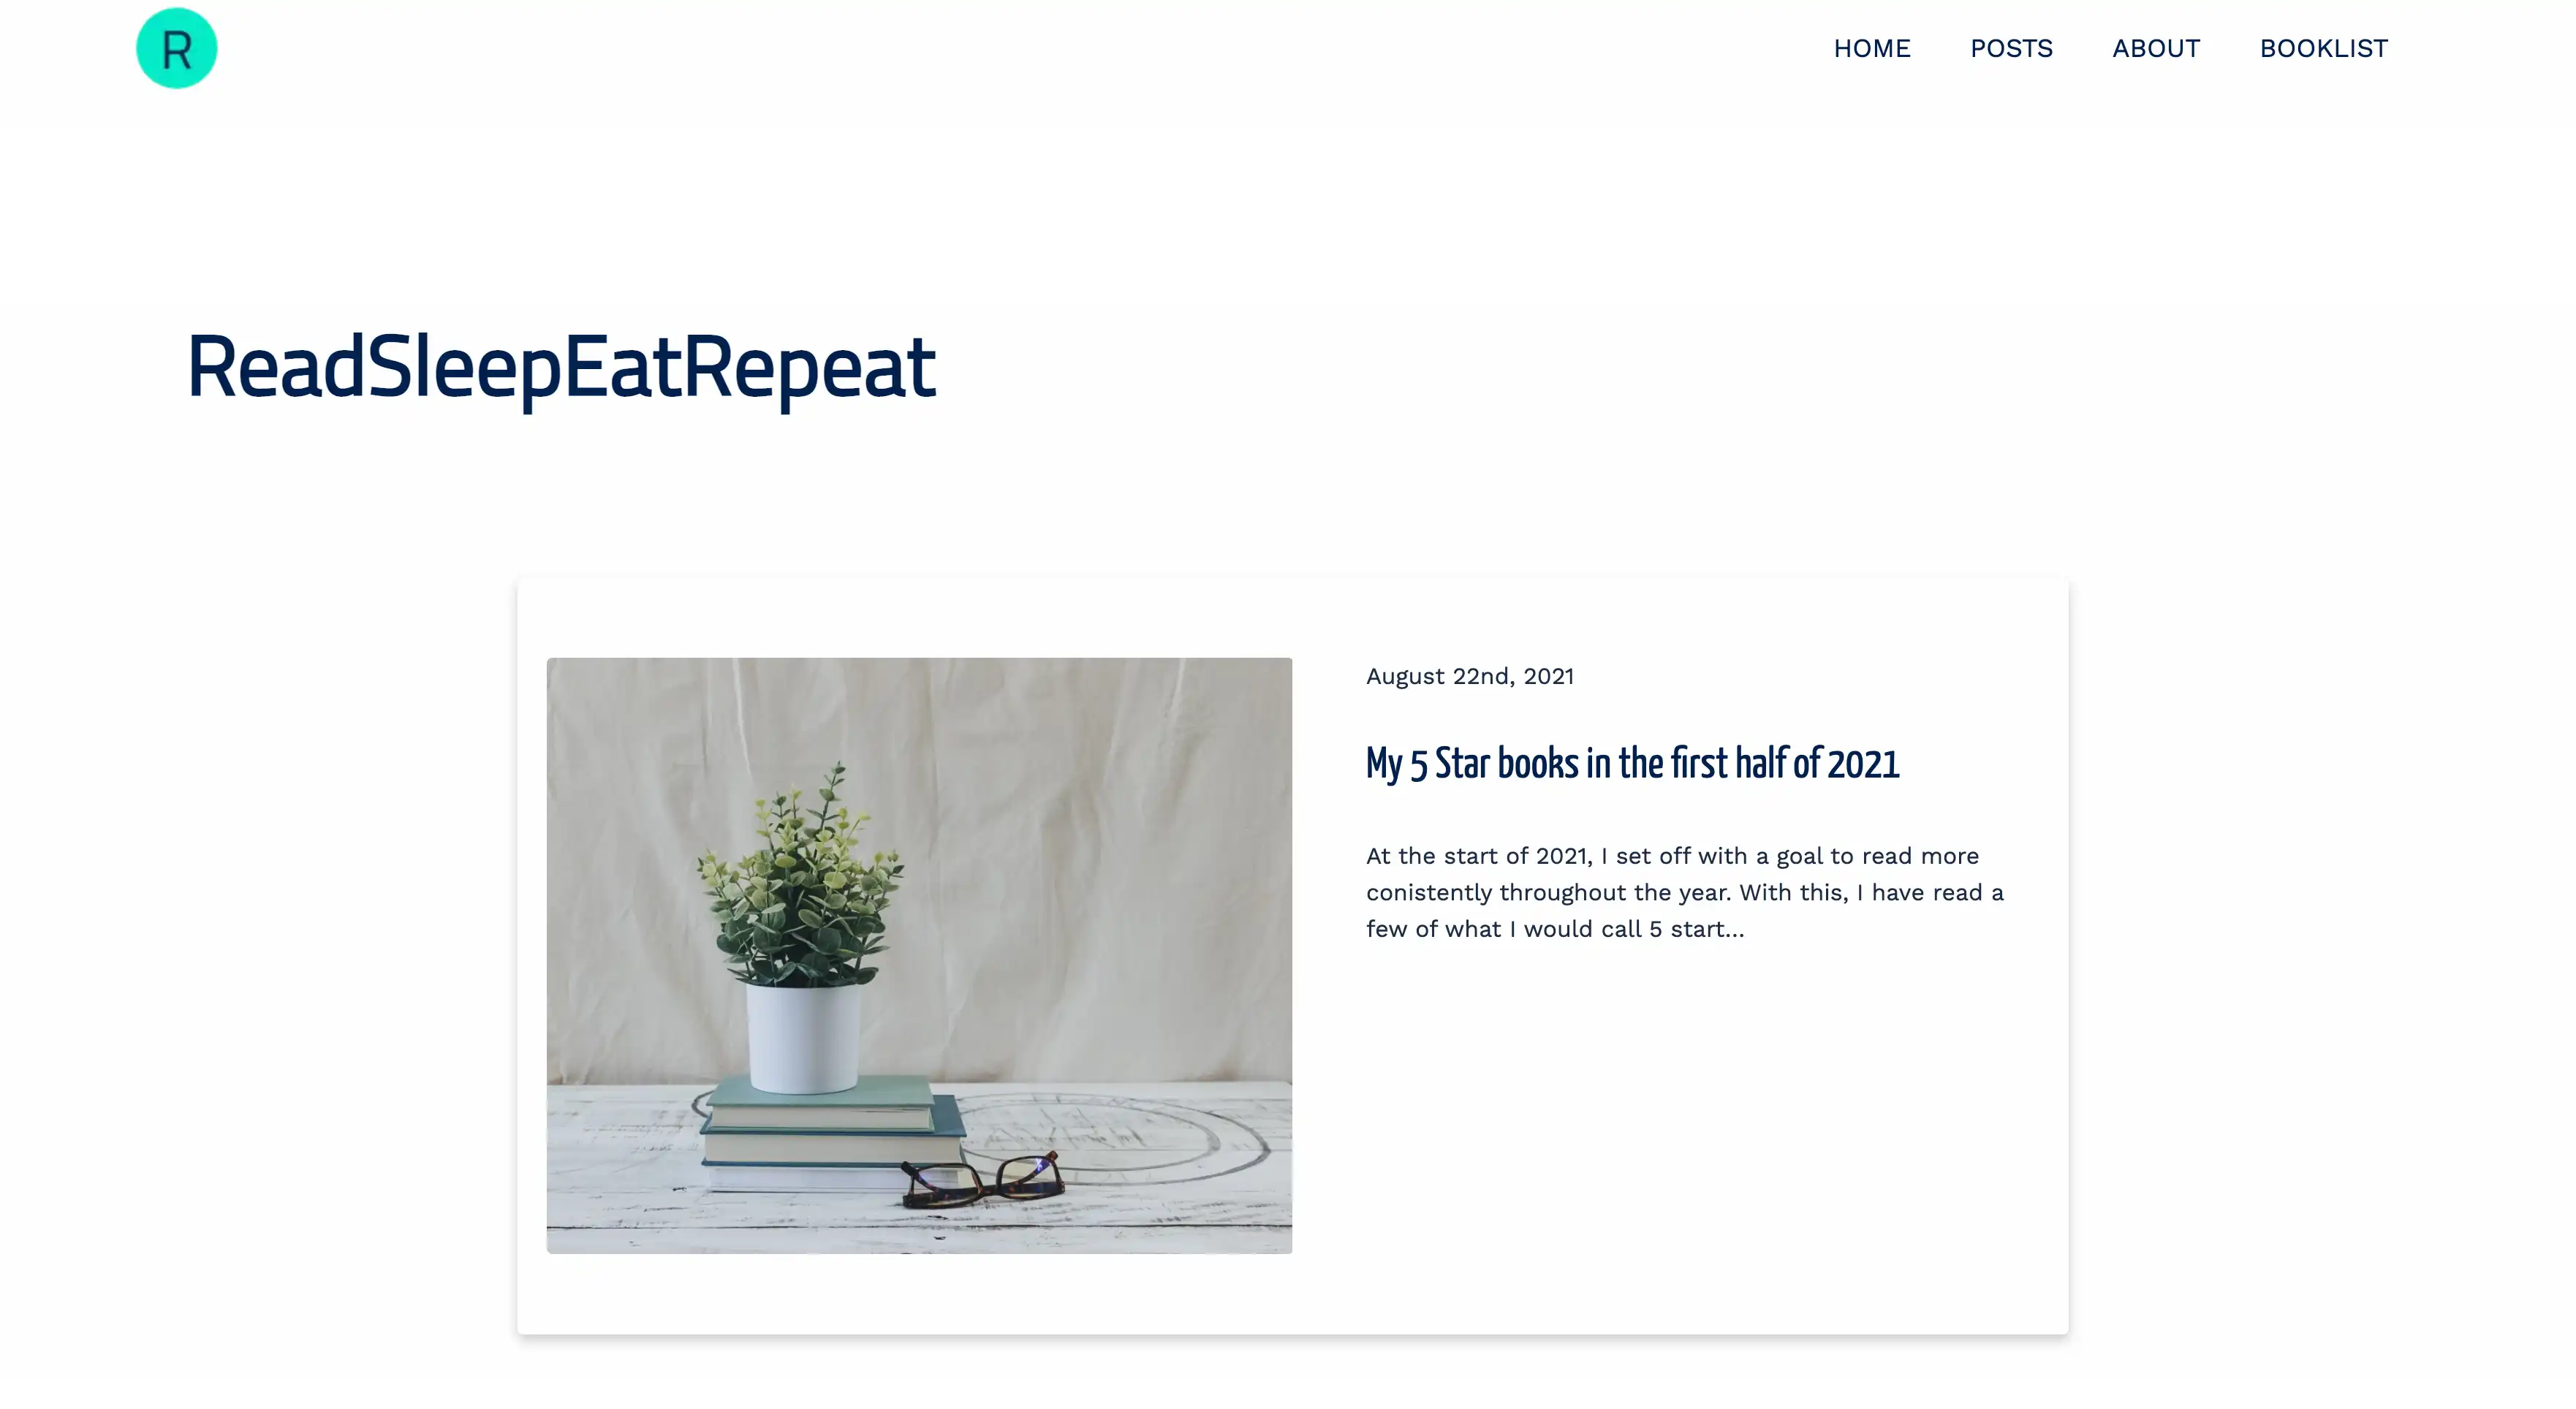 R
HOME POSTS ABOUT BOOKLIST
ReadSleepEatRepeat
August 22nd, 2021
My 5 Star books in the first half of 2021
At the start of 2021, I set off with a goal to read more
conistently throughout the year. With this, I have read a
few of what I would call 5 start...